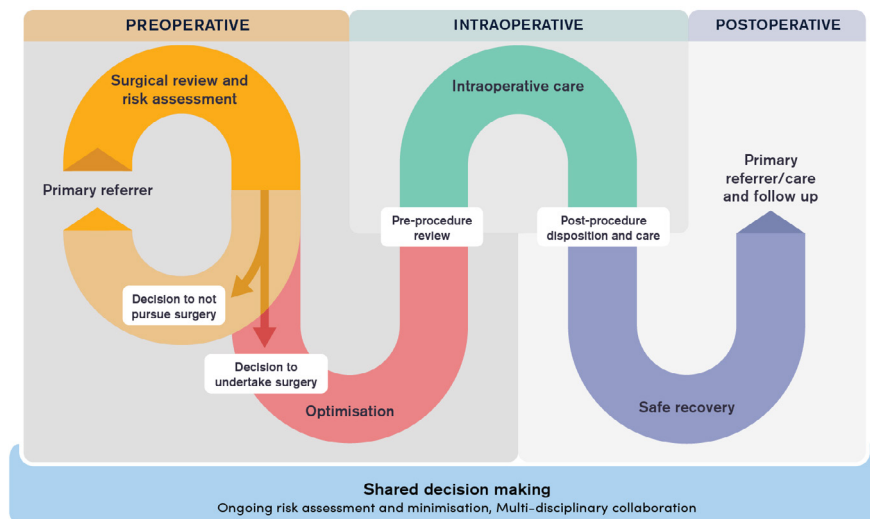 PREOPERATIVE
INTRAOPERATIVE
POSTOPERATIVE
Surgical review and
risk assessment
Primary referrer
Decision to not
pursue surgery
Decision to
undertake surgery
Optimisation
Pre-procedure
review
Intraoperative care
Post-procedure
disposition and care
Safe recovery
Primary
referrer/care
and follow up
Shared decision making
Ongoing risk assessment and minimisation, Multi-disciplinary collaboration